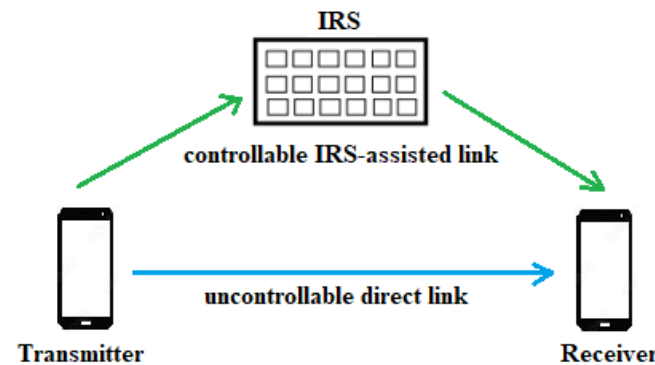 IRS
controllable IRS-assisted link
uncontrollable direct link
Transmitter
Receiver